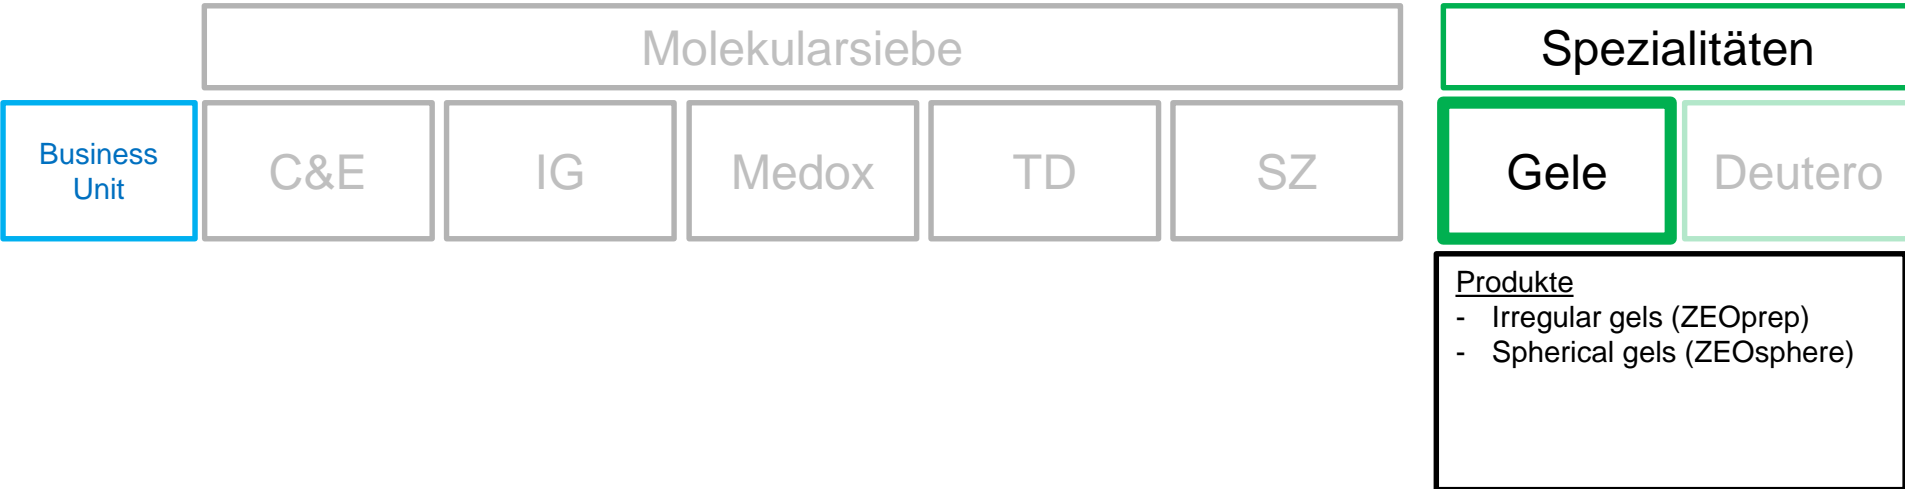 Molekularsiebe
Spezialitäten
Business
Unit
C&E
IG
Medox
TD
SZ
Gele
Deutero
Produkte
- Irregular gels (ZEOprep)
- Spherical gels (ZEOsphere)